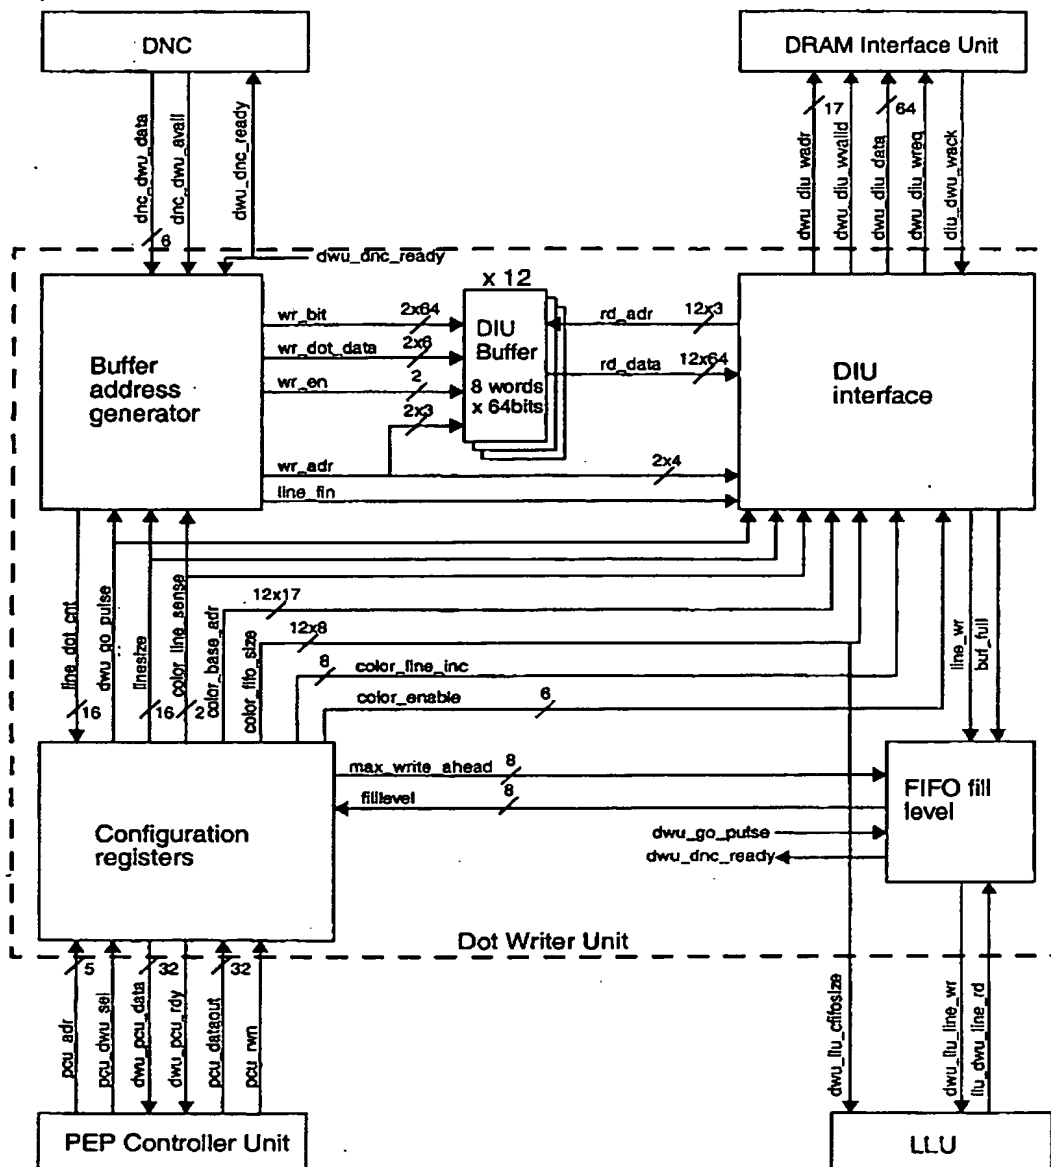 DNC
DRAM Interface Unit
dnc_dwu_data
dnc_dwu_avail
dwu_dnc_ready
6
dwu_diu_wadr
17
dwu_diu_wvalid
dwu_diu_data
64
dwu_diu_wreq
diu_dwu_wack
dwu_dnc_ready
x 12
Buffer
address
generator
wr_bit
2x64
wr_dot_data
2x6
wr_en
2
2x3
wr_adr
2x4
line_fin
DIU
Buffer
8 words
x 64bits
rd_adr
12x3
rd_data
12x64
DIU
interface
line_dot_cnt
16
dwu_go_pulse
linesize
16
color_line_sense
2
color_base_adr
12x17
color_fifo_size
12x8
8
color_line_inc
color_enable
6
line_wr
buf_full
Configuration
registers
max_write_ahead
8
filllevel
8
dwu_go_pulse
dwu_dnc_ready
FIFO fill
level
Dot Writer Unit
pcu_adr
5
pcu_dwu_sel
dwu_pcu_data
32
dwu_pcu_rdy
pcu_dataout
32
pcu_rwn
dwu_llu_cfifosize
dwu_llu_line_wr
llu_dwu_line_rd
PEP Controller Unit
LLU